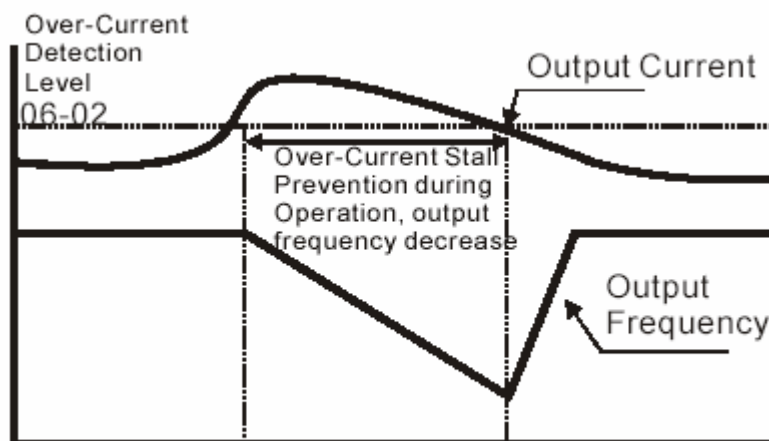 Over-Current
Detection
Level
06-02
Output Current
Over-Current Stall
Prevention during
Operation, output
frequency decrease
Output
Frequency